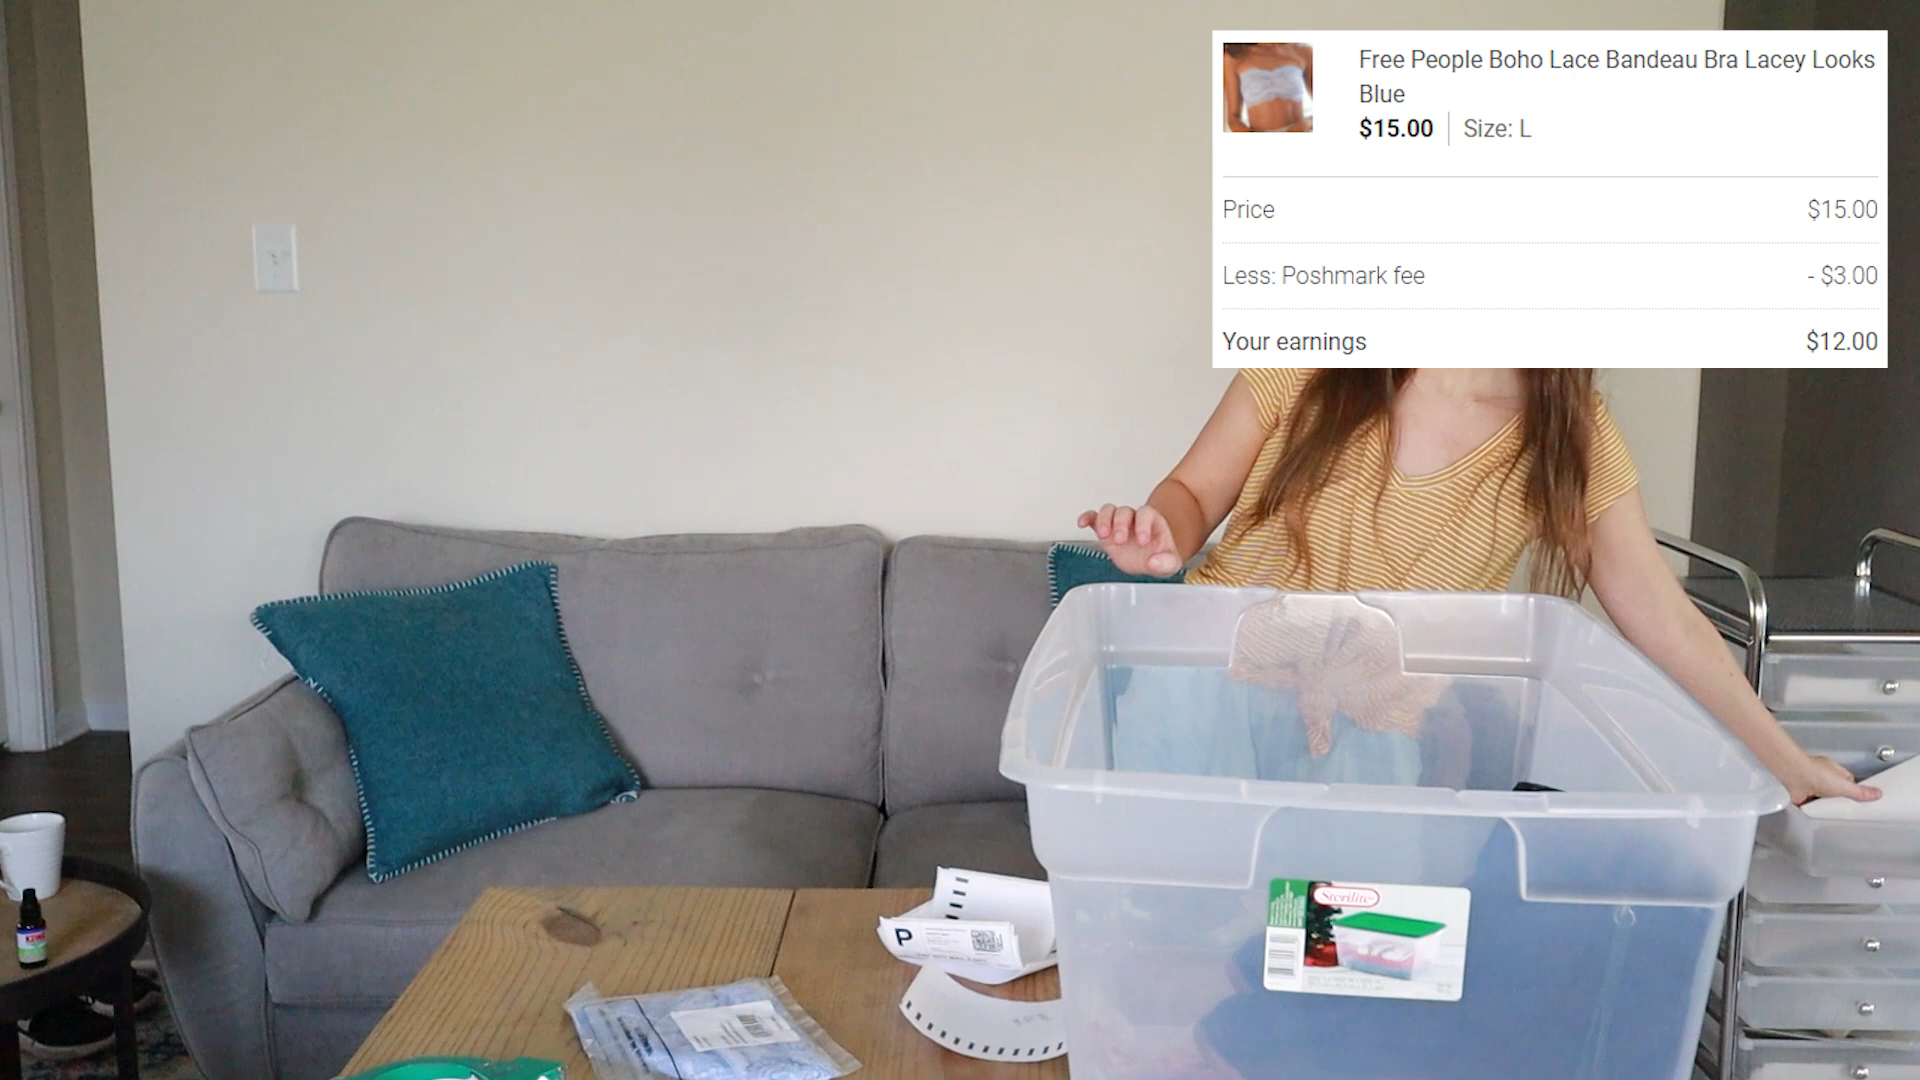 Free People Boho Lace Bandeau Bra Lacey Looks
Blue
$15.00 | Size: L
Price $15.00
Less: Poshmark fee - $3.00
Your earnings $12.00
P
Sterilite
KONG